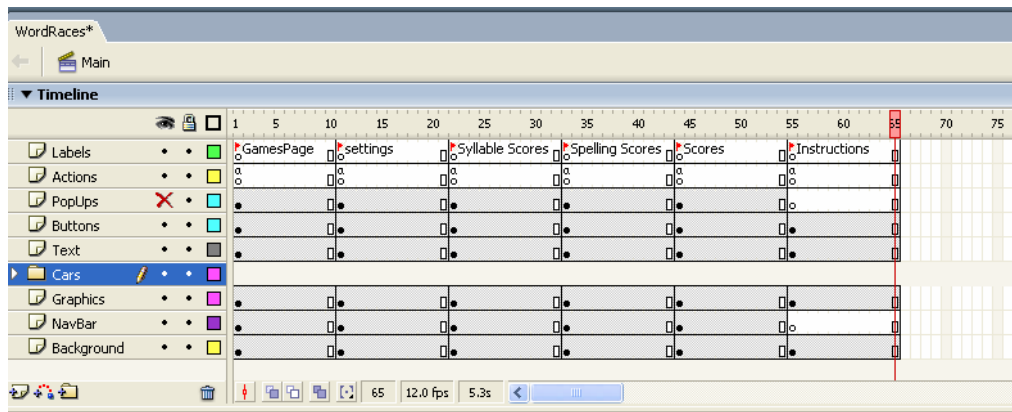 WordRaces*
Main
Timeline
1 5 10 15 20 25 30 35 40 45 50 55 60 65 70 75
Labels GamesPage settings Syllable Scores Spelling Scores Scores Instructions
Actions a a a a a a
PopUps
Buttons
Text
Cars
Graphics
NavBar
Background
65 12.0 fps 5.3s